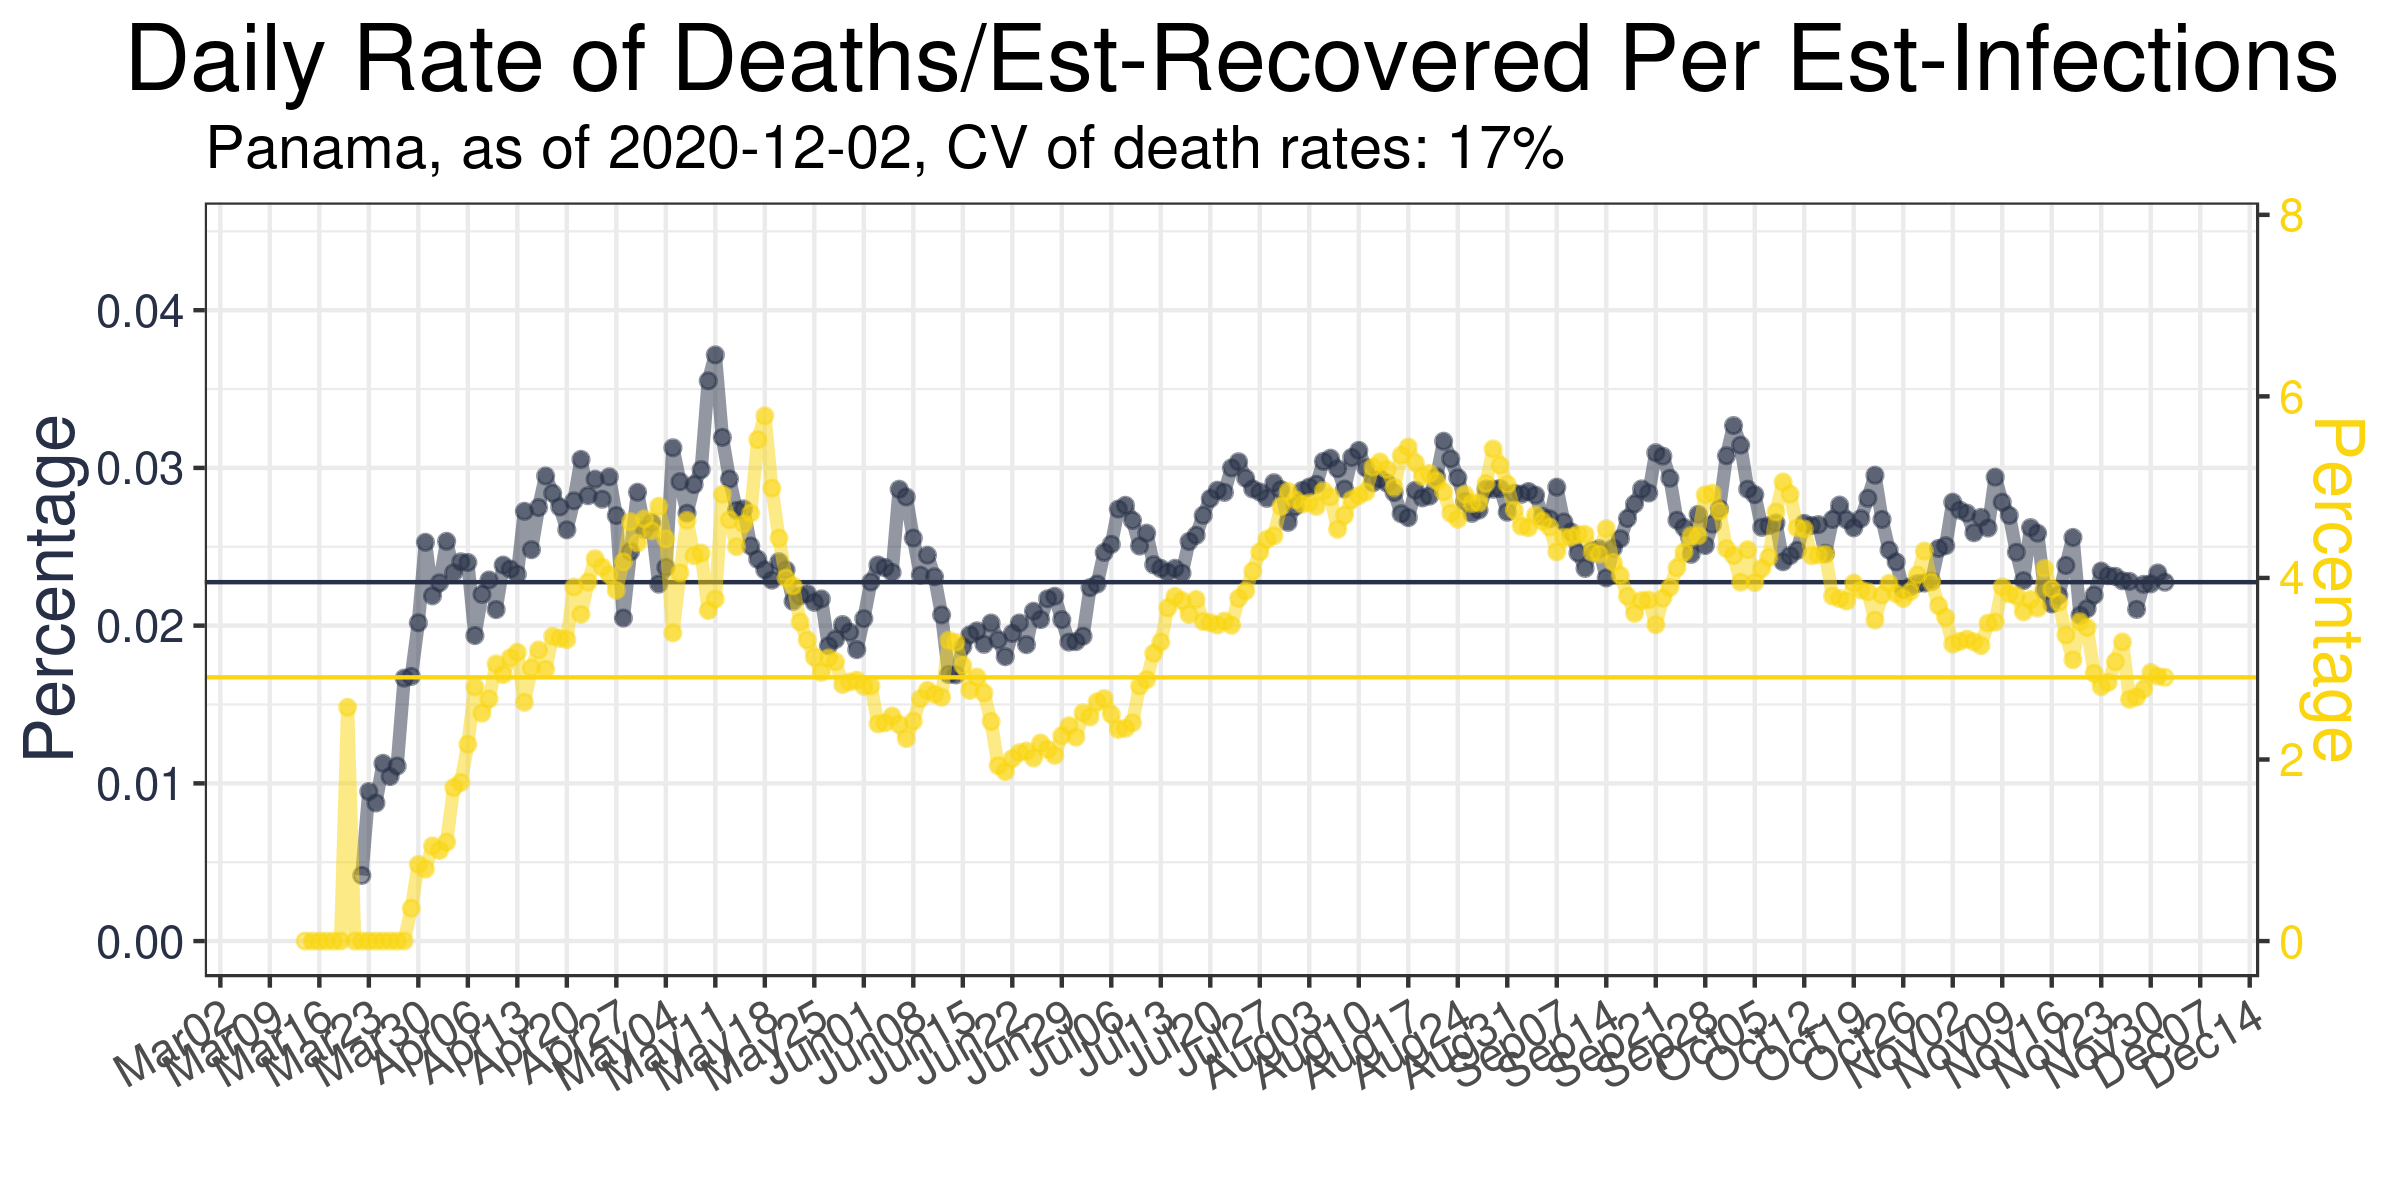 Daily Rate of Deaths/Est-Recovered Per Est-Infections
Panama, as of 2020-12-02, CV of death rates: 17%
Percentage
0.04
0.03
0.02
0.01
0.00
8
6
4
2
0
Percentage
Mar02
Mar09
Mar16
Mar23
Mar30
Apr06
Apr13
Apr20
Apr27
May04
May11
May18
May25
Jun01
Jun08
Jun15
Jun22
Jun29
Jul06
Jul13
Jul20
Jul27
Aug03
Aug10
Aug17
Aug24
Aug31
Sep07
Sep14
Sep21
Sep28
Oct05
Oct12
Oct19
Oct26
Nov02
Nov09
Nov16
Nov23
Nov30
Dec07
Dec14